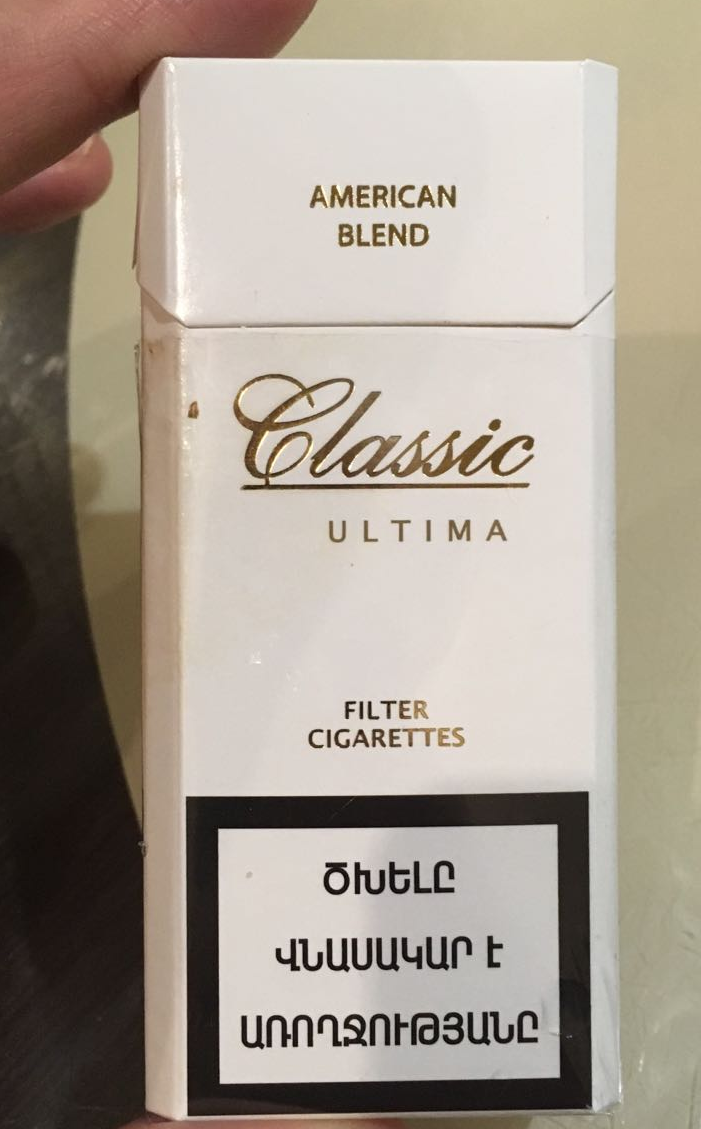 AMERICAN
BLEND
Classic
ULTIMA
FILTER
CIGARETTES
ԾԽԵԼԸ
ՎՆԱՍԱԿԱՐ Է
ԱՌՈՂՋՈՒԹՅԱՆԸ